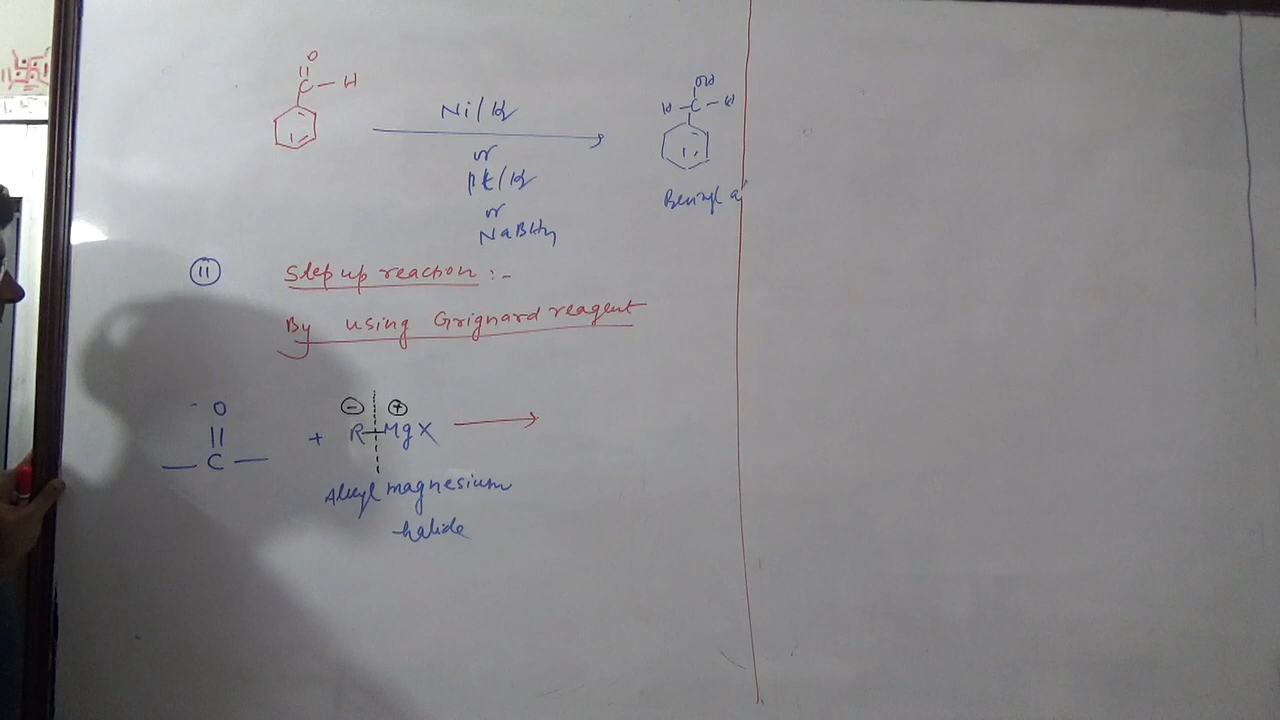 O
C – H
Ni/H₂
or
pt/H₂
or
NaBH₄
OH
H – C – H
Benzyl a
(II) Step up reaction :-
By using Grignard reagent
O
– C – + R – MgX
⊖ ⊕
Alkyl magnesium
halide